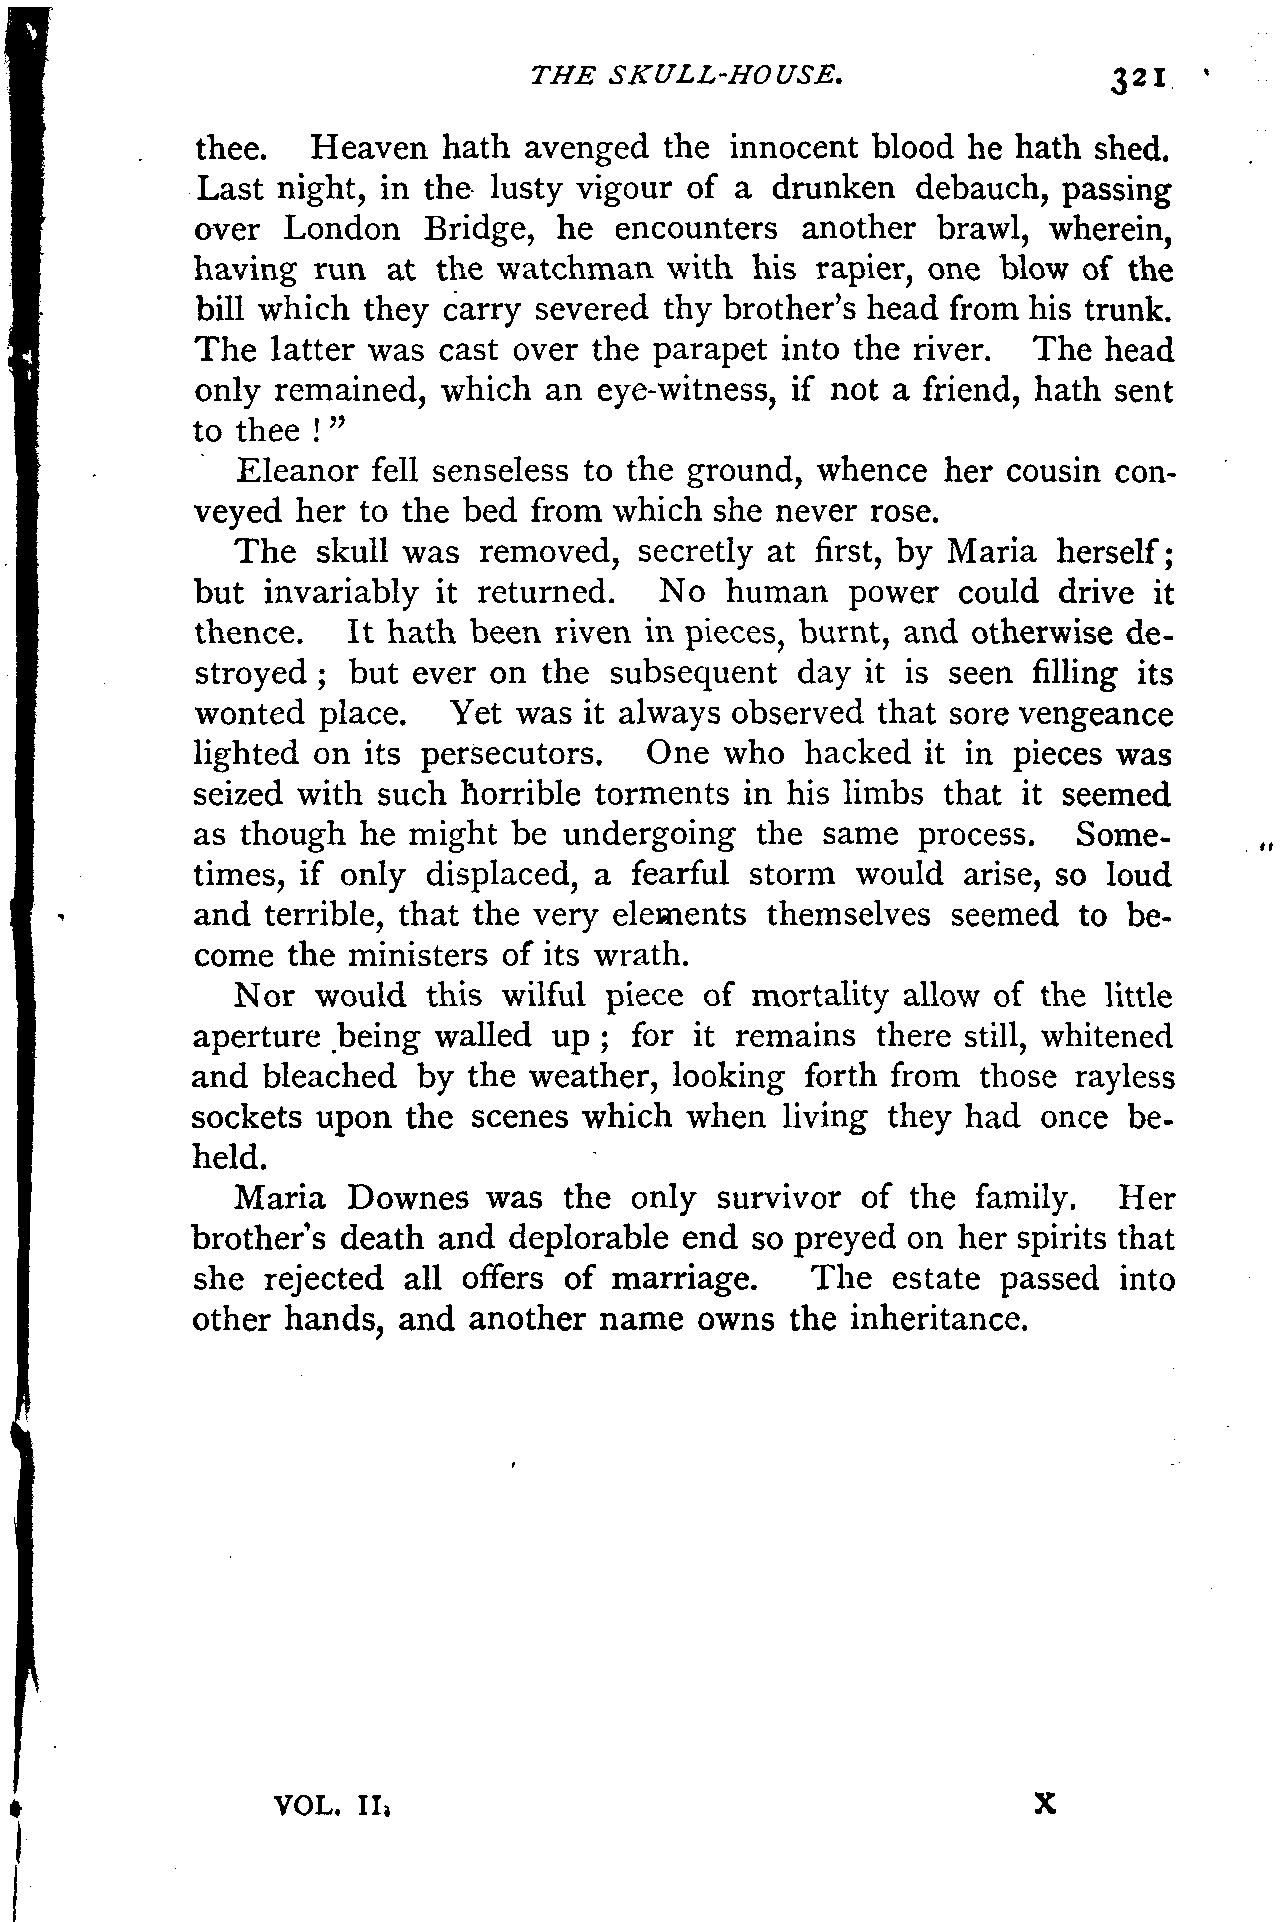 THE SKULL-HOUSE. 321
thee. Heaven hath avenged the innocent blood he hath shed.
Last night, in the lusty vigour of a drunken debauch, passing
over London Bridge, he encounters another brawl, wherein,
having run at the watchman with his rapier, one blow of the
bill which they carry severed thy brother's head from his trunk.
The latter was cast over the parapet into the river. The head
only remained, which an eye-witness, if not a friend, hath sent
to thee ! ”
Eleanor fell senseless to the ground, whence her cousin con-
veyed her to the bed from which she never rose.
The skull was removed, secretly at first, by Maria herself;
but invariably it returned. No human power could drive it
thence. It hath been riven in pieces, burnt, and otherwise de-
stroyed ; but ever on the subsequent day it is seen filling its
wonted place. Yet was it always observed that sore vengeance
lighted on its persecutors. One who hacked it in pieces was
seized with such horrible torments in his limbs that it seemed
as though he might be undergoing the same process. Some-
times, if only displaced, a fearful storm would arise, so loud
and terrible, that the very elements themselves seemed to be-
come the ministers of its wrath.
Nor would this wilful piece of mortality allow of the little
aperture being walled up ; for it remains there still, whitened
and bleached by the weather, looking forth from those rayless
sockets upon the scenes which when living they had once be-
held.
Maria Downes was the only survivor of the family. Her
brother's death and deplorable end so preyed on her spirits that
she rejected all offers of marriage. The estate passed into
other hands, and another name owns the inheritance.
VOL. II. X